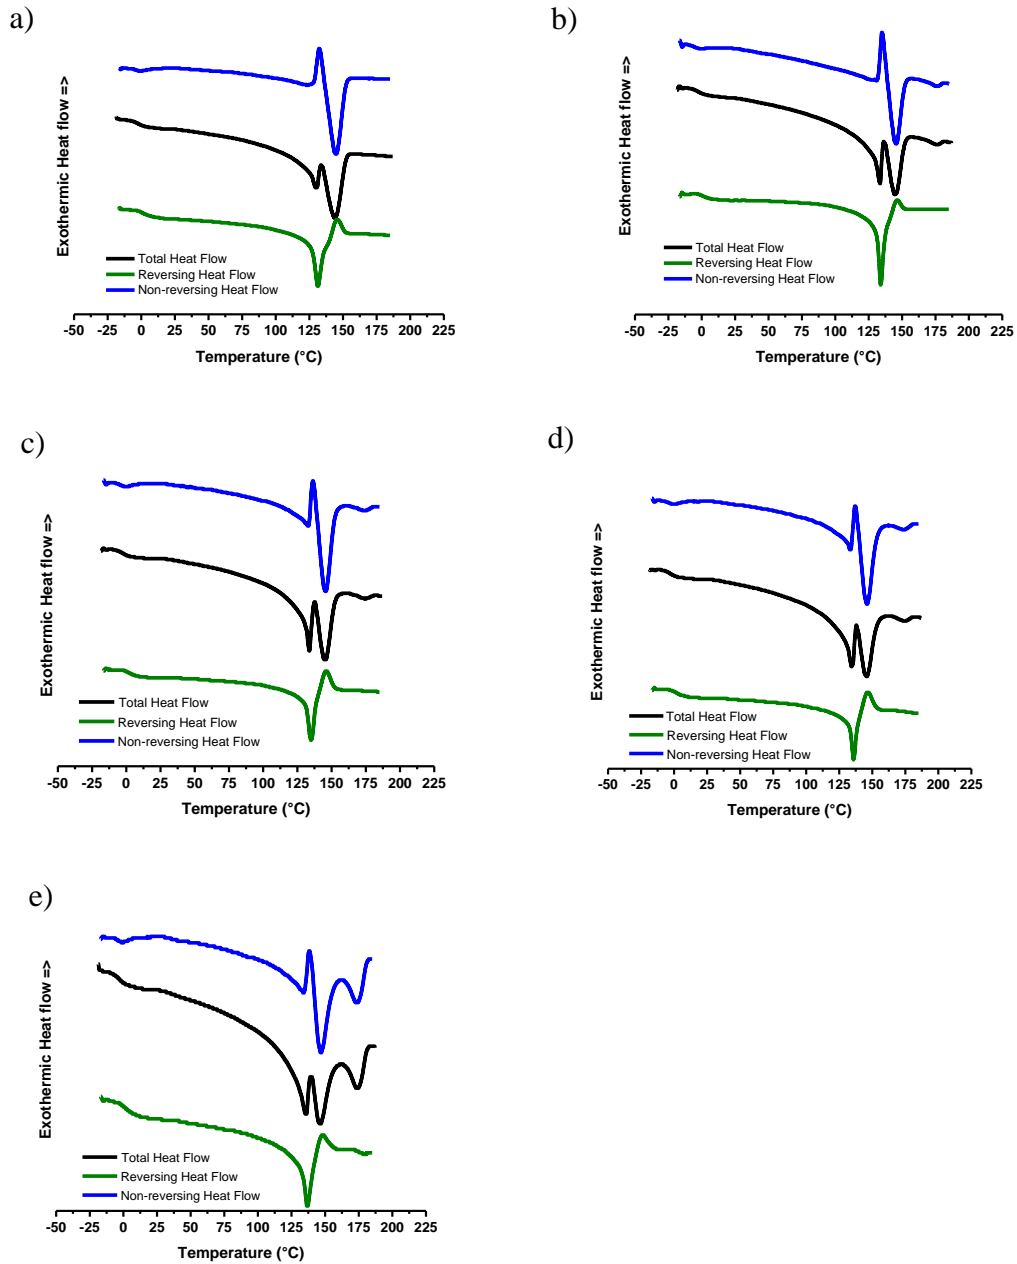 a)
Exothermic Heat flow =>
Total Heat Flow
Reversing Heat Flow
Non-reversing Heat Flow
-50 -25 0 25 50 75 100 125 150 175 200 225
Temperature (°C)
b)
Exothermic Heat flow =>
Total Heat Flow
Reversing Heat Flow
Non-reversing Heat Flow
-50 -25 0 25 50 75 100 125 150 175 200 225
Temperature (°C)
c)
Exothermic Heat flow =>
Total Heat Flow
Reversing Heat Flow
Non-reversing Heat Flow
-50 -25 0 25 50 75 100 125 150 175 200 225
Temperature (°C)
d)
Exothermic Heat flow =>
Total Heat Flow
Reversing Heat Flow
Non-reversing Heat Flow
-50 -25 0 25 50 75 100 125 150 175 200 225
Temperature (°C)
e)
Exothermic Heat flow =>
Total Heat Flow
Reversing Heat Flow
Non-reversing Heat Flow
-50 -25 0 25 50 75 100 125 150 175 200 225
Temperature (°C)